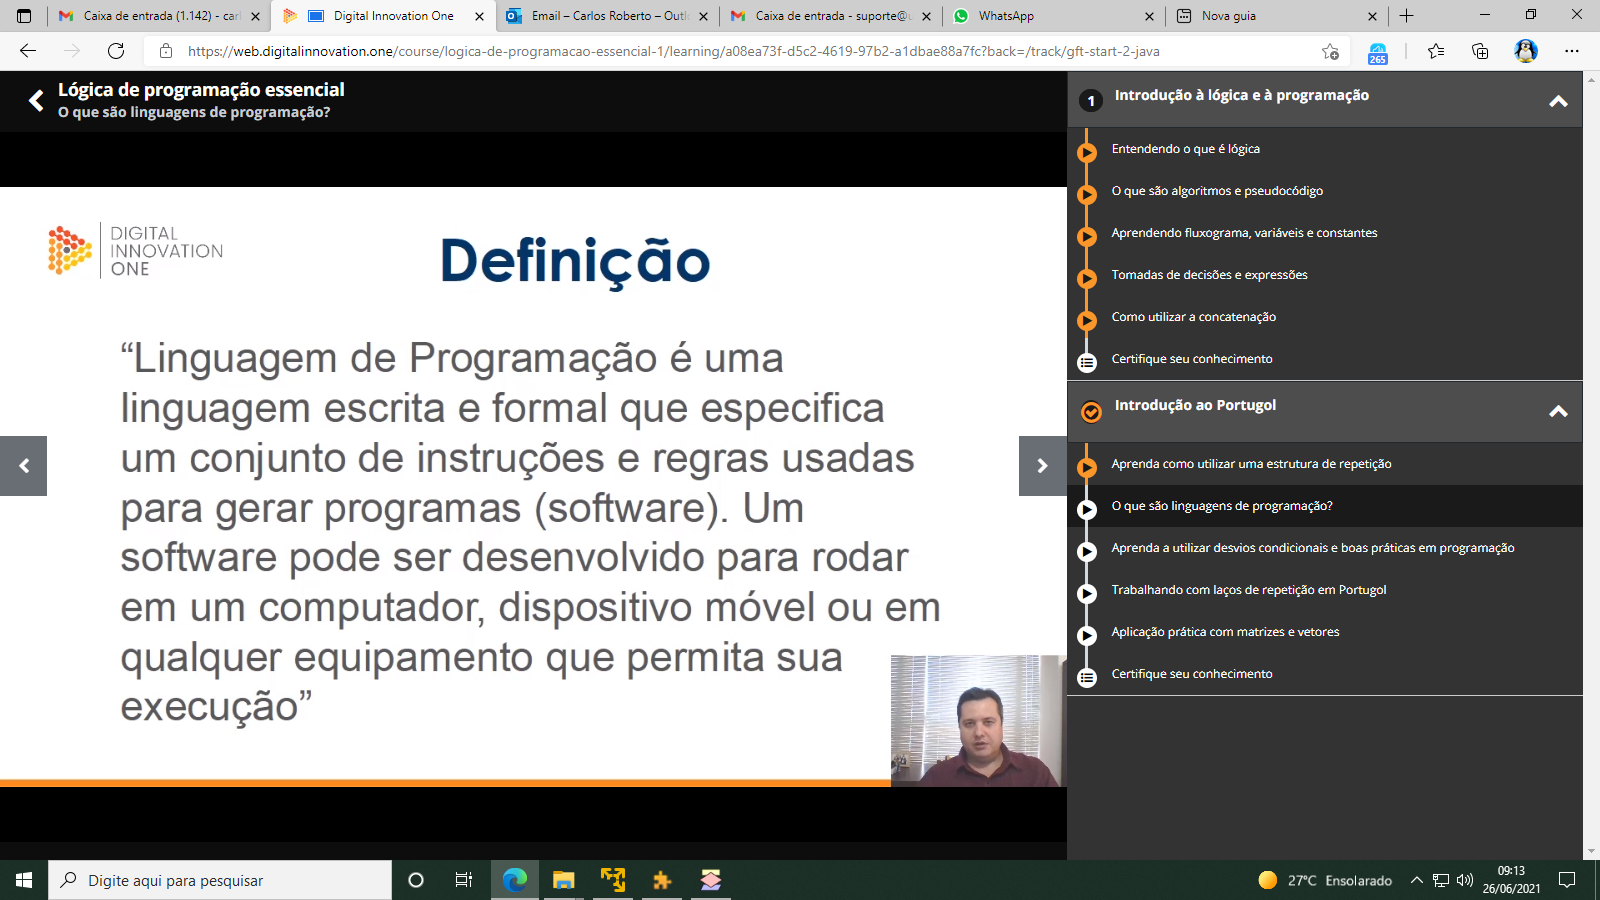 Caixa de entrada (1.142) - carl
Digital Innovation One
Email – Carlos Roberto – Outl
Caixa de entrada - suporte@u
WhatsApp
Nova guia
https://web.digitalinnovation.one/course/logica-de-programacao-essencial-1/learning/a08ea73f-d5c2-4619-97b2-a1dbae88a7fc?back=/track/gft-start-2-java
265
Lógica de programação essencial
O que são linguagens de programação?
DIGITAL
INNOVATION
ONE
Definição
“Linguagem de Programação é uma
linguagem escrita e formal que especifica
um conjunto de instruções e regras usadas
para gerar programas (software). Um
software pode ser desenvolvido para rodar
em um computador, dispositivo móvel ou em
qualquer equipamento que permita sua
execução”
1 Introdução à lógica e à programação
Entendendo o que é lógica
O que são algoritmos e pseudocódigo
Aprendendo fluxograma, variáveis e constantes
Tomadas de decisões e expressões
Como utilizar a concatenação
Certifique seu conhecimento
Introdução ao Portugol
Aprenda como utilizar uma estrutura de repetição
O que são linguagens de programação?
Aprenda a utilizar desvios condicionais e boas práticas em programação
Trabalhando com laços de repetição em Portugol
Aplicação prática com matrizes e vetores
Certifique seu conhecimento
Digite aqui para pesquisar
27°C Ensolarado
09:13
26/06/2021